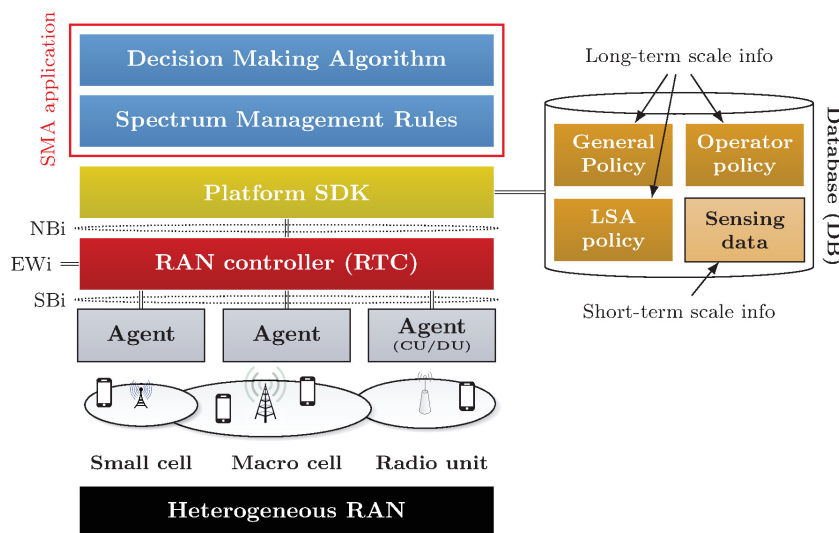 SMA application
Decision Making Algorithm
Spectrum Management Rules
Platform SDK
NBi
RAN controller (RTC)
EWi
SBi
Agent
Agent
Agent
(CU/DU)
Small cell
Macro cell
Radio unit
Heterogeneous RAN
Long-term scale info
General
Policy
Operator
policy
LSA
policy
Sensing
data
Database (DB)
Short-term scale info